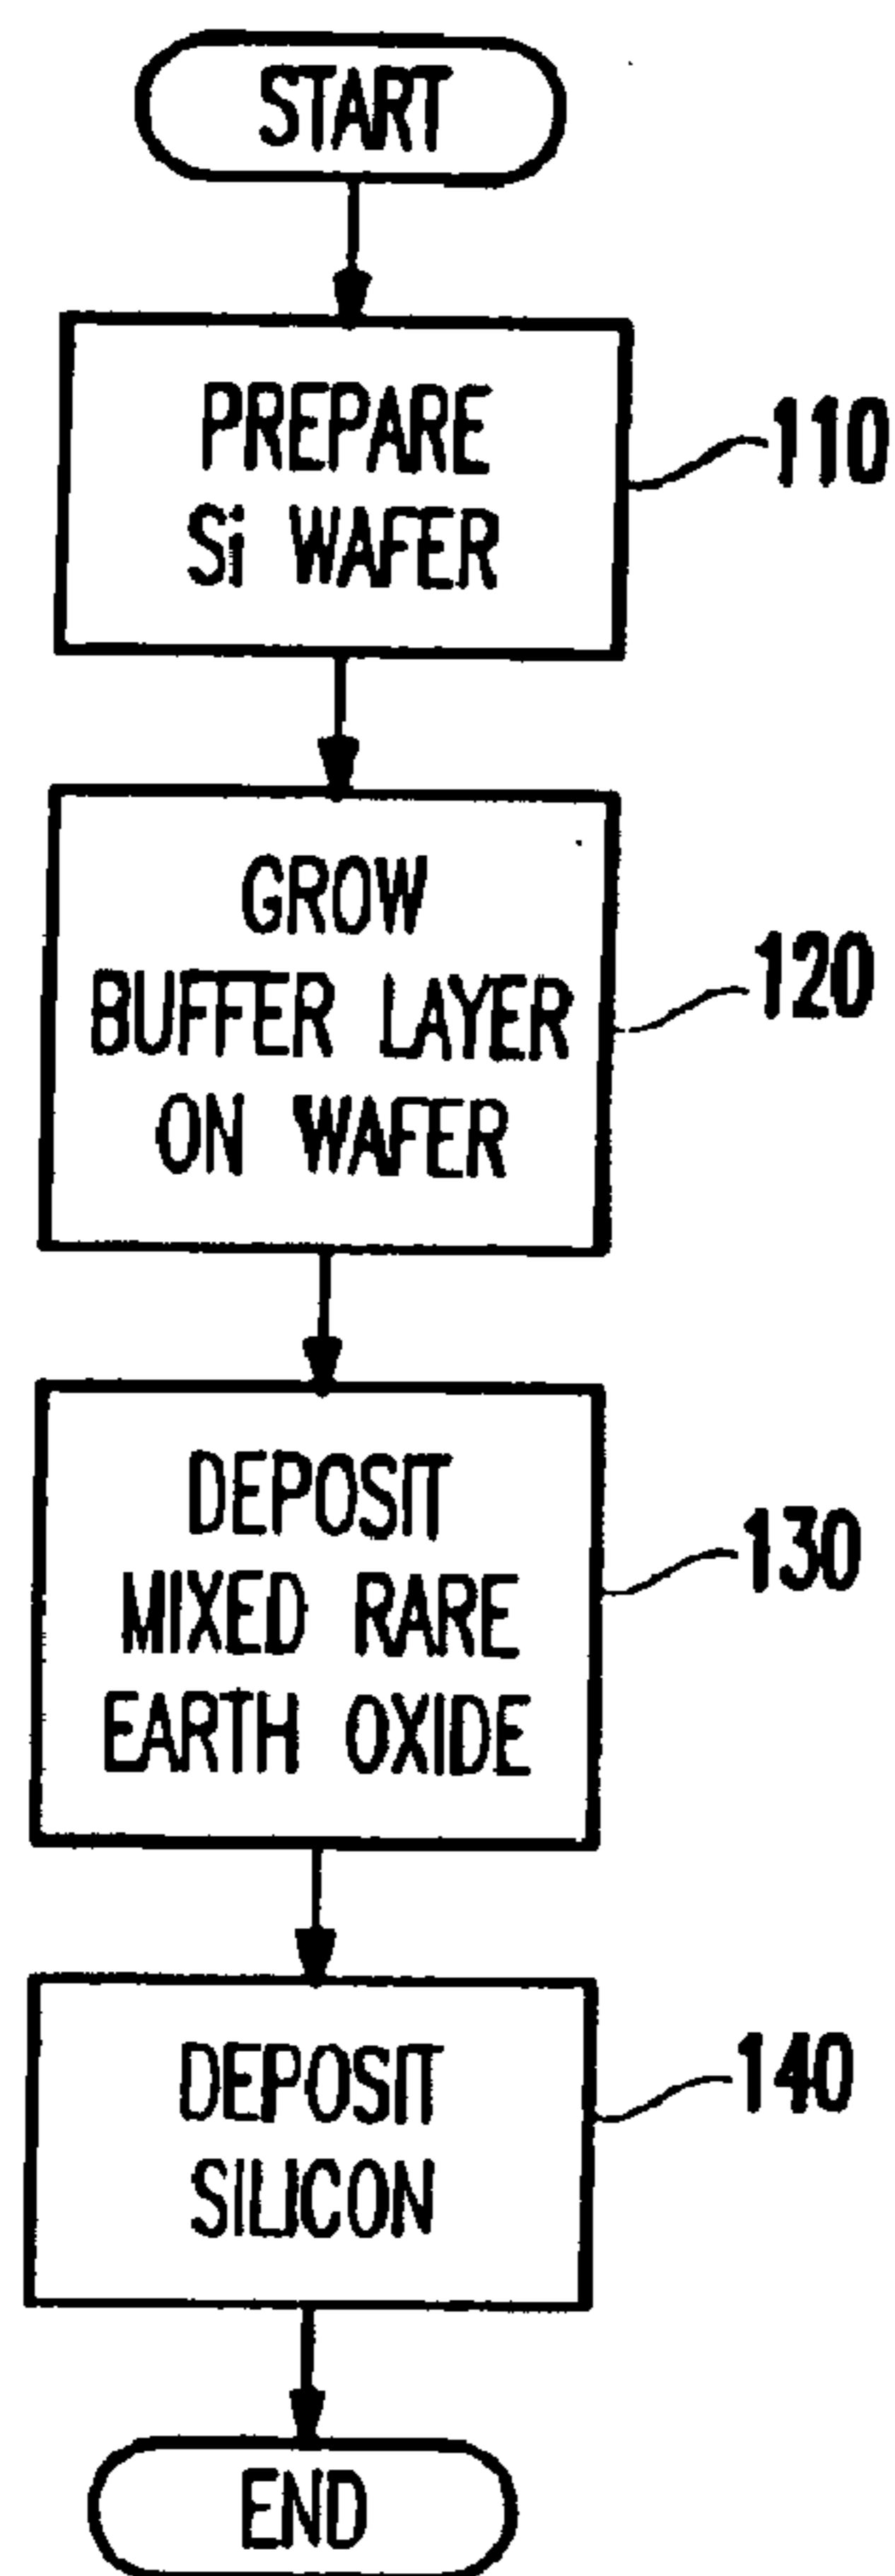 START
PREPARE
Si WAFER
110
GROW
BUFFER LAYER
ON WAFER
120
DEPOSIT
MIXED RARE
EARTH OXIDE
130
DEPOSIT
SILICON
140
END